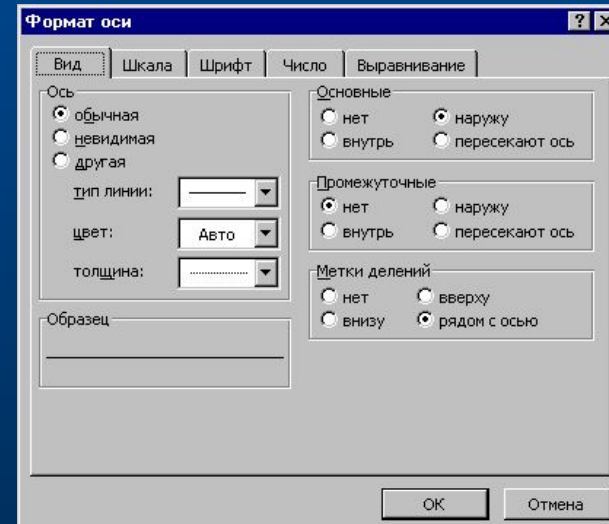 Формат оси
Вид Шкала Шрифт Число Выравнивание
Ось
обычная
невидимая
другая
тип линии:
цвет: Авто
толщина:
Образец
Основные
нет наружу
внутрь пересекают ось
Промежуточные
нет наружу
внутрь пересекают ось
Метки делений
нет вверху
внизу рядом с осью
ОК Отмена